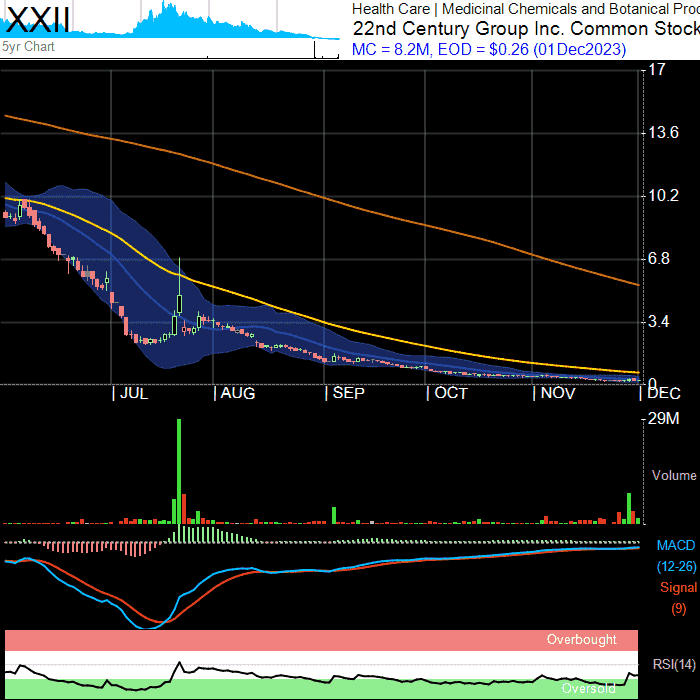 XXII
5yr Chart
Health Care | Medicinal Chemicals and Botanical Proc
22nd Century Group Inc. Common Stock
MC = 8.2M, EOD = $0.26 (01Dec2023)
17
13.6
10.2
6.8
3.4
0
JUL
AUG
SEP
OCT
NOV
DEC
29M
Volume
MACD
(12-26)
Signal
(9)
Overbought
RSI(14)
Oversold